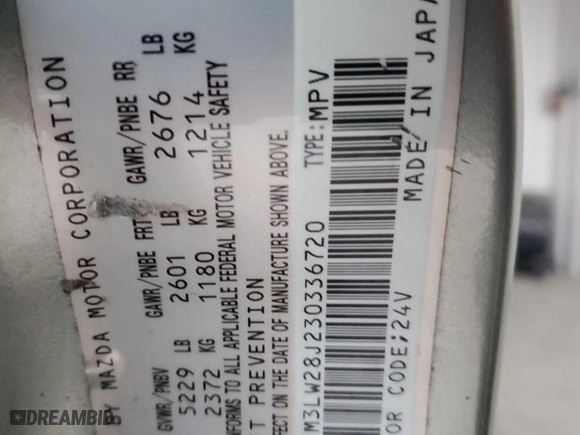 BY MAZDA MOTOR CORPORATION
GAWR/PNBE FRT GAWR/PNBE RR
GVWR/PNBV
5229 LB 2601 LB 2676 LB
2372 KG 1180 KG 1214 KG
NFORMS TO ALL APPLICABLE FEDERAL MOTOR VEHICLE SAFETY
T PREVENTION
FECT ON THE DATE OF MANUFACTURE SHOWN ABOVE.
M3LW28J230336720 TYPE:MPV
OR CODE;24V MADE IN JAPA
DREAMBID